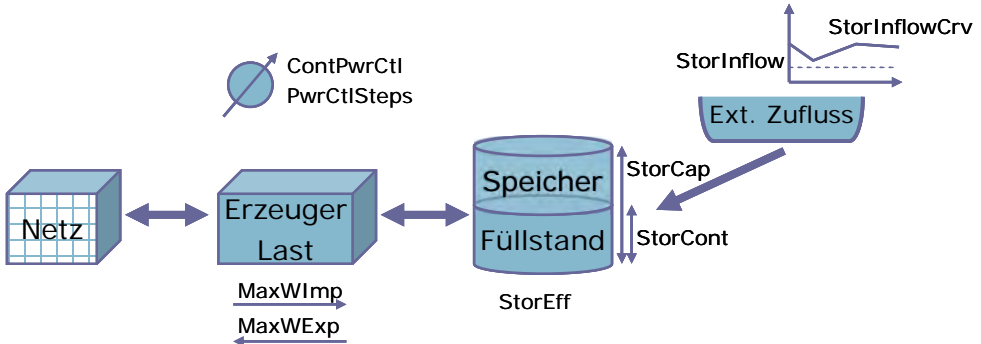 StorInflowCrv
StorInflow
ContPwrCtl
PwrCtlSteps
Ext. Zufluss
Speicher
StorCap
Netz
Erzeuger
Last
Füllstand
StorCont
MaxWImp
StorEff
MaxWExp